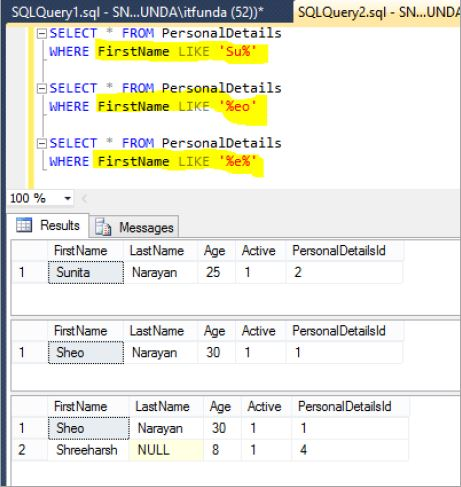 SQLQuery1.sql - SN...UNDA\itfunda (52))* SQLQuery2.sql - SN...UNDA
SELECT * FROM PersonalDetails
WHERE FirstName LIKE 'Su%'
SELECT * FROM PersonalDetails
WHERE FirstName LIKE '%eo'
SELECT * FROM PersonalDetails
WHERE FirstName LIKE '%e%'
100 %
Results Messages
FirstName LastName Age Active PersonalDetailsId
1 Sunita Narayan 25 1 2
FirstName LastName Age Active PersonalDetailsId
1 Sheo Narayan 30 1 1
FirstName LastName Age Active PersonalDetailsId
1 Sheo Narayan 30 1 1
2 Shreeharsh NULL 8 1 4